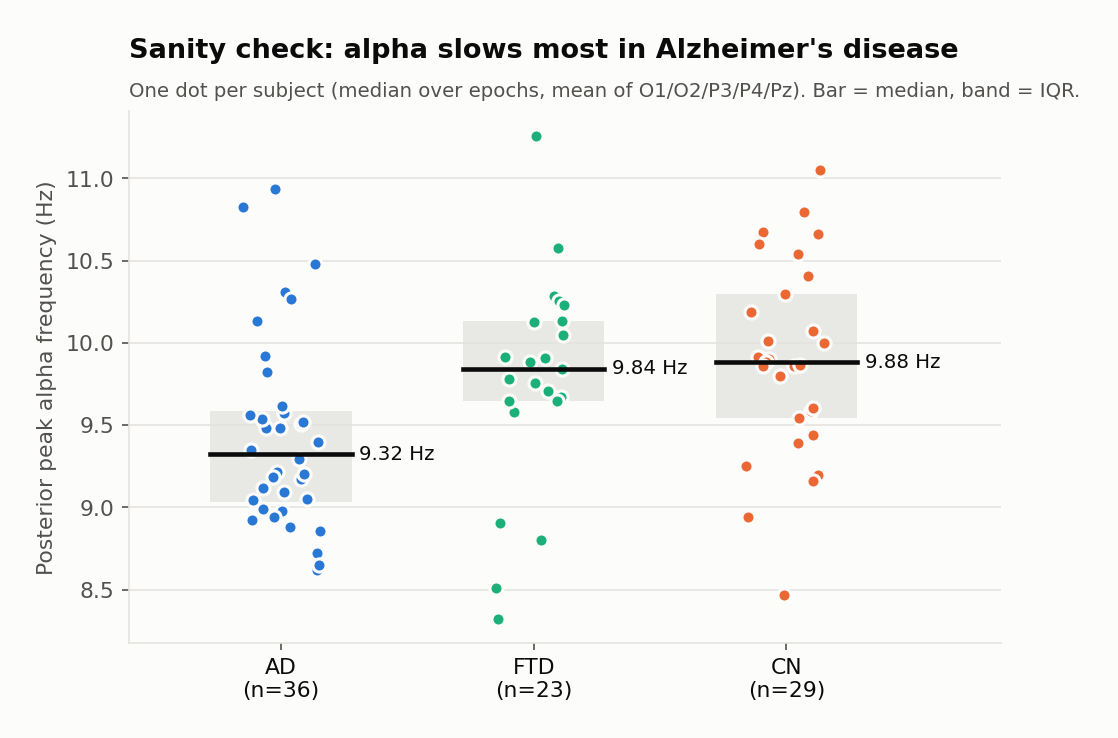 Sanity check: alpha slows most in Alzheimer's disease
One dot per subject (median over epochs, mean of O1/O2/P3/P4/Pz). Bar = median, band = IQR.
Posterior peak alpha frequency (Hz)
11.0
10.5
10.0
9.5
9.0
8.5
9.32 Hz
9.84 Hz
9.88 Hz
AD
(n=36)
FTD
(n=23)
CN
(n=29)